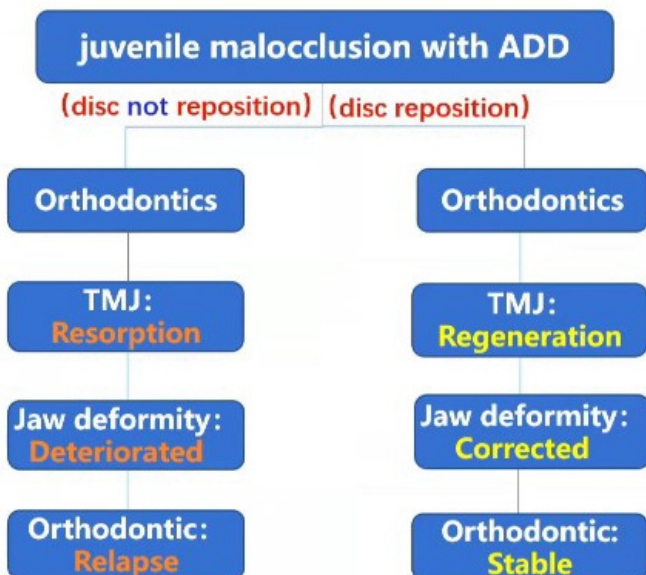 juvenile malocclusion with ADD
(disc not reposition) (disc reposition)
Orthodontics
TMJ:
Resorption
Jaw deformity:
Deteriorated
Orthodontic:
Relapse
Orthodontics
TMJ:
Regeneration
Jaw deformity:
Corrected
Orthodontic:
Stable